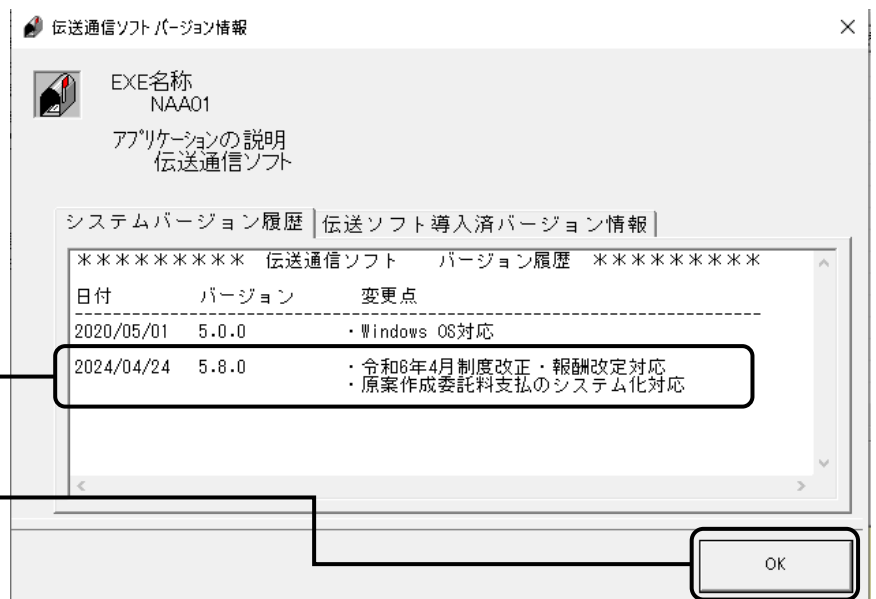 伝送通信ソフト バージョン情報
EXE名称
NAA01
アプリケーションの説明
伝送通信ソフト
システムバージョン履歴 伝送ソフト導入済バージョン情報
********* 伝送通信ソフト バージョン履歴 *********
日付 バージョン 変更点
--------------------------------------------------
2020/05/01 5.0.0 ・Windows OS対応
2024/04/24 5.8.0 ・令和6年4月制度改正・報酬改定対応
・原案作成委託料支払のシステム化対応
OK